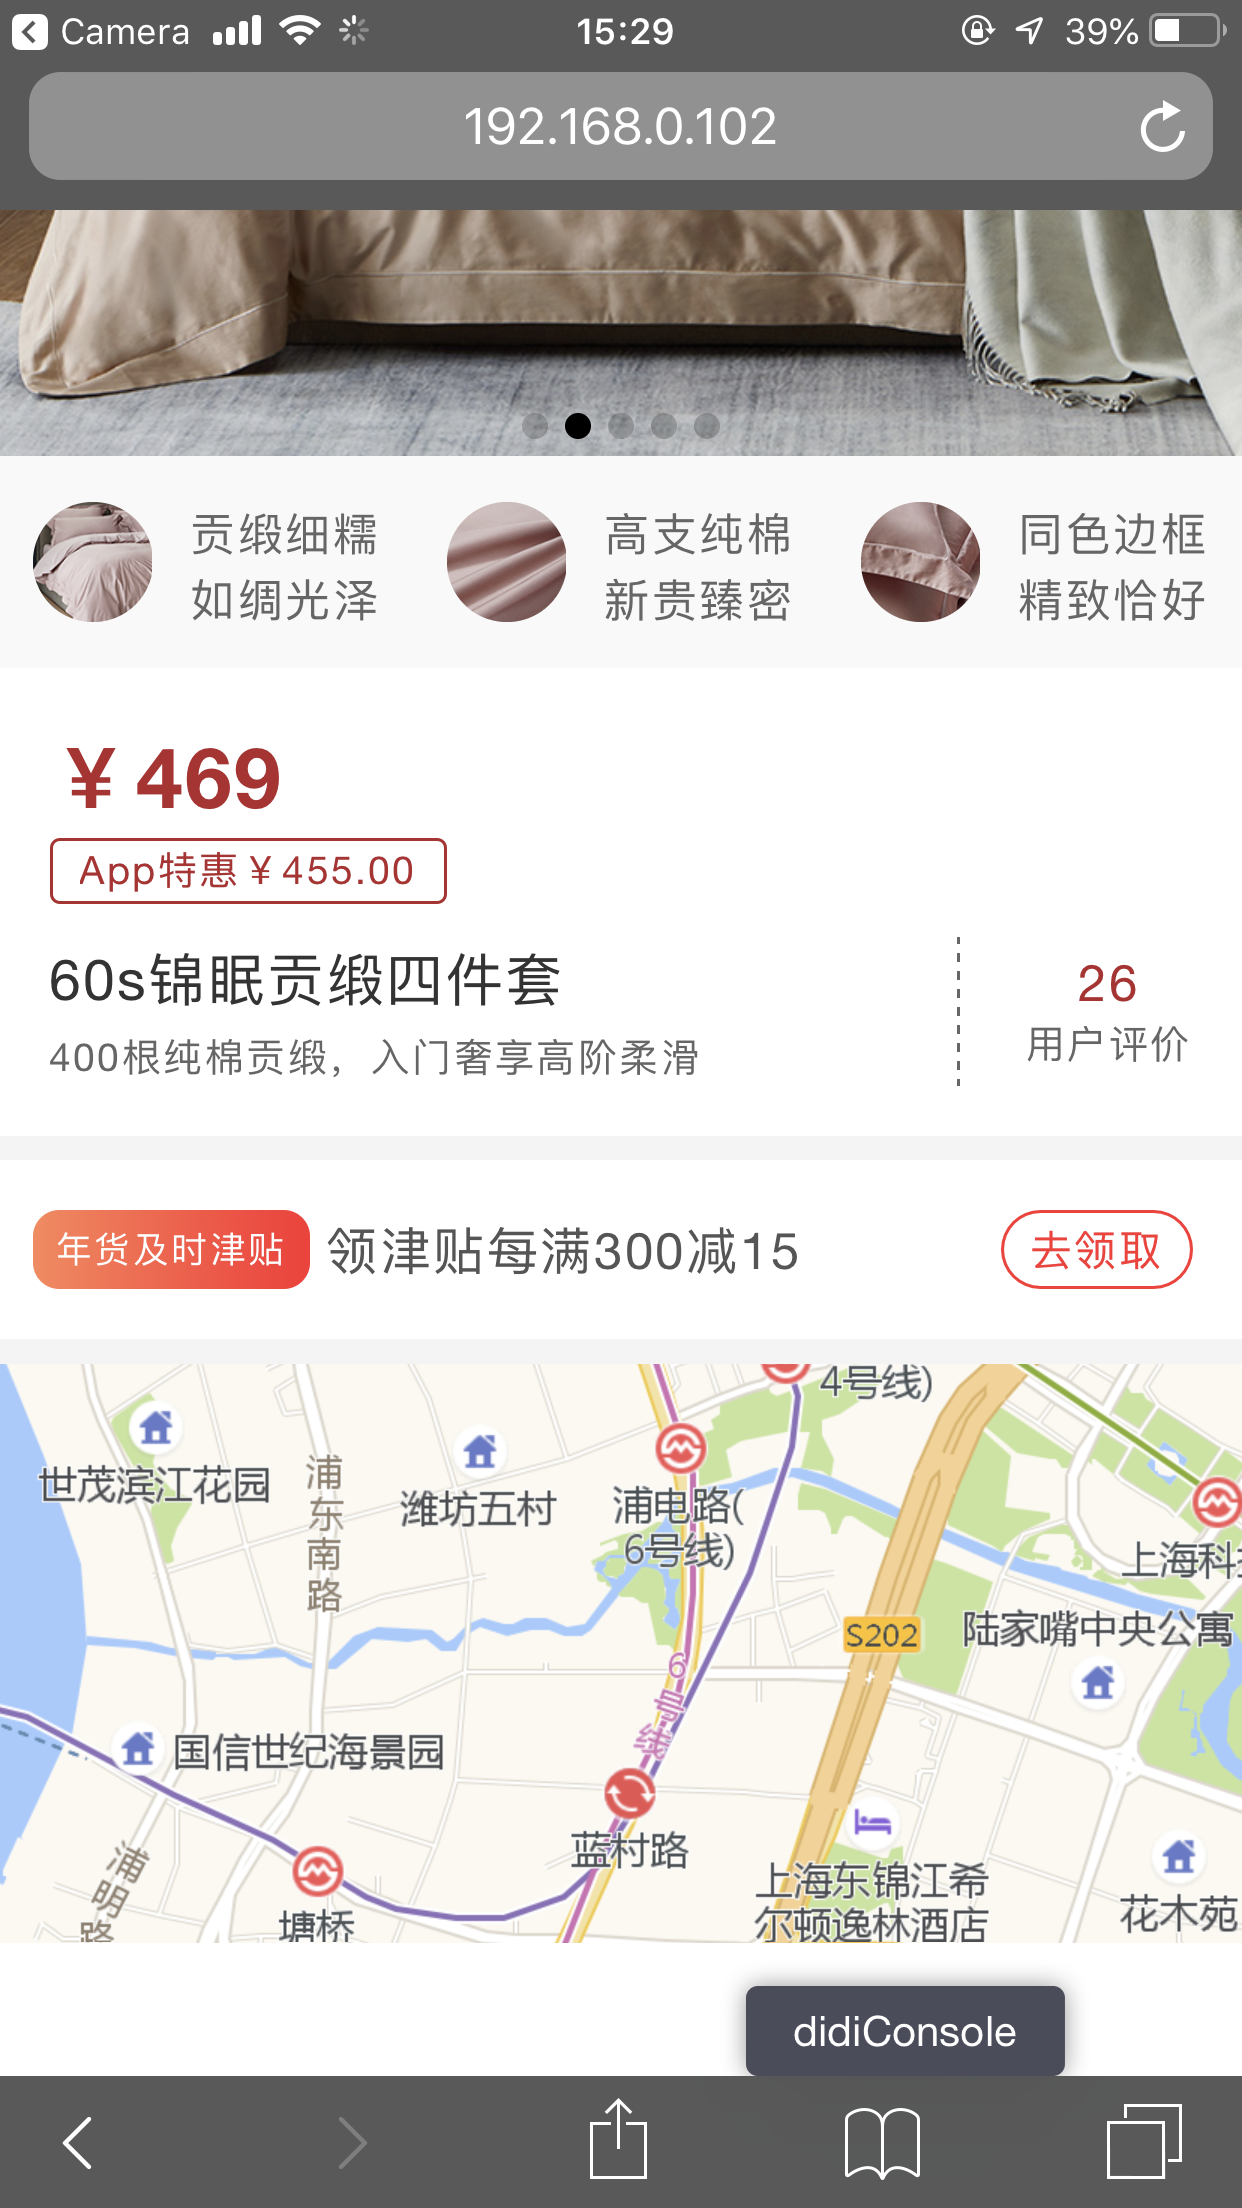 Camera
15:29
39%
192.168.0.102
贡缎细糯
如绸光泽
高支纯棉
新贵臻密
同色边框
精致恰好
¥ 469
App特惠 ¥ 455.00
60s锦眠贡缎四件套
400根纯棉贡缎，入门奢享高阶柔滑
26
用户评价
年货及时津贴
领津贴每满300减15
去领取
4号线)
世茂滨江花园
浦东南路
潍坊五村
浦电路(
6号线)
上海科
S202
陆家嘴中央公寓
6号线
国信世纪海景园
蓝村路
浦明路
塘桥
上海东锦江希
尔顿逸林酒店
花木苑
didiConsole